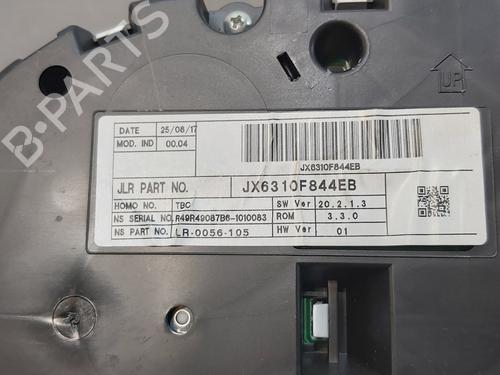 B-PARTS
UP
DATE 25/08/17
MOD. IND 00.04
JX6310F844EB
JLR PART NO. JX6310F844EB
HOMO NO. TBC SW Ver 20.2.1.3
NS SERIAL NO. R49R49087B6-1010083 ROM 3.3.0
NS PART NO. LR-0056-105 HW Ver 01